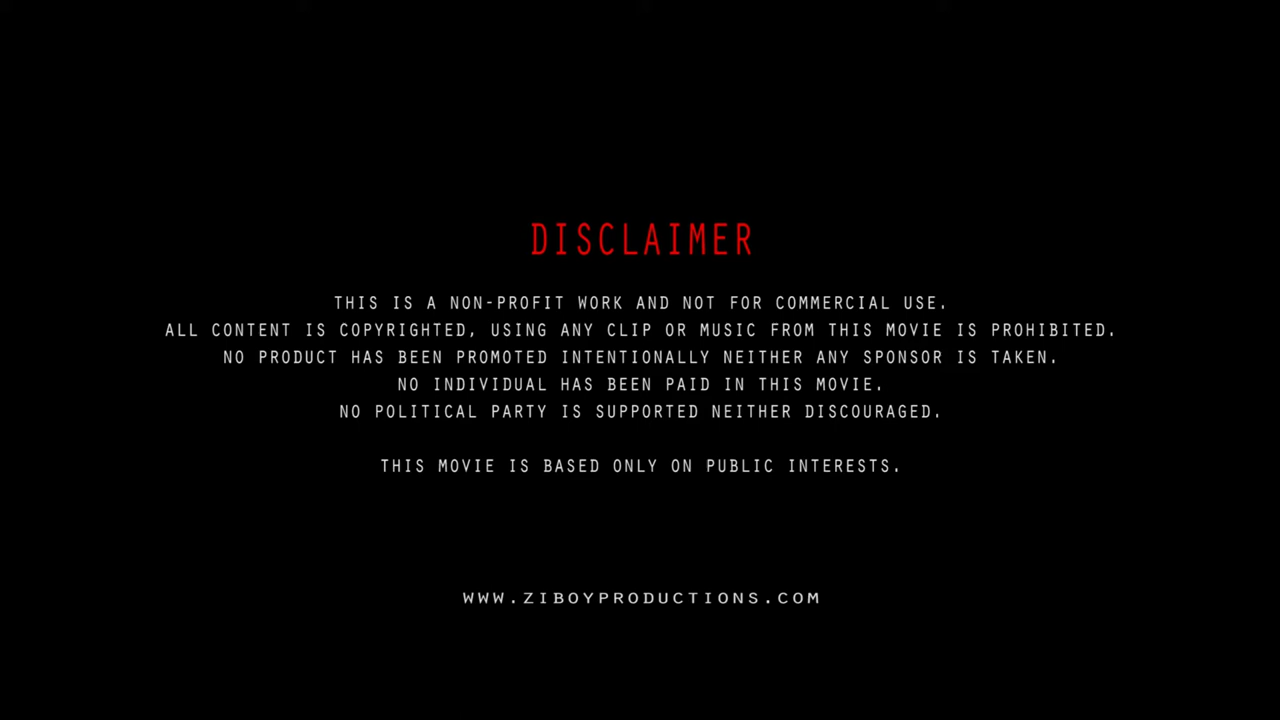 DISCLAIMER
THIS IS A NON-PROFIT WORK AND NOT FOR COMMERCIAL USE.
ALL CONTENT IS COPYRIGHTED, USING ANY CLIP OR MUSIC FROM THIS MOVIE IS PROHIBITED.
NO PRODUCT HAS BEEN PROMOTED INTENTIONALLY NEITHER ANY SPONSOR IS TAKEN.
NO INDIVIDUAL HAS BEEN PAID IN THIS MOVIE.
NO POLITICAL PARTY IS SUPPORTED NEITHER DISCOURAGED.
THIS MOVIE IS BASED ONLY ON PUBLIC INTERESTS.
WWW.ZIBOYPRODUCTIONS.COM